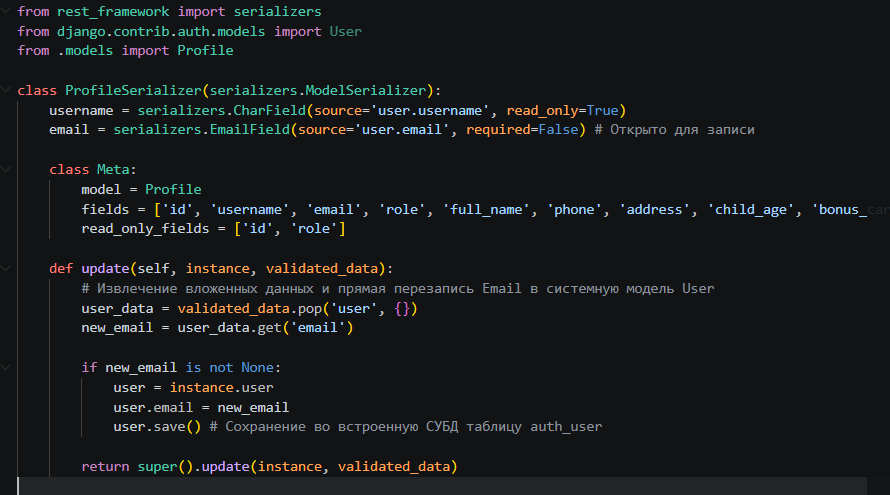 from rest_framework import serializers
from django.contrib.auth.models import User
from .models import Profile
class ProfileSerializer(serializers.ModelSerializer):
username = serializers.CharField(source='user.username', read_only=True)
email = serializers.EmailField(source='user.email', required=False) # Открыто для записи
class Meta:
model = Profile
fields = ['id', 'username', 'email', 'role', 'full_name', 'phone', 'address', 'child_age', 'bonus_car
read_only_fields = ['id', 'role']
def update(self, instance, validated_data):
# Извлечение вложенных данных и прямая перезапись Email в системную модель User
user_data = validated_data.pop('user', {})
new_email = user_data.get('email')
if new_email is not None:
user = instance.user
user.email = new_email
user.save() # Сохранение во встроенную СУБД таблицу auth_user
return super().update(instance, validated_data)